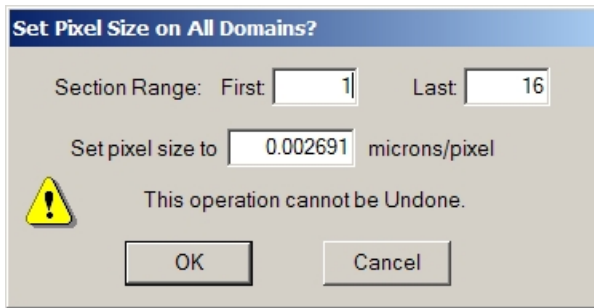 Set Pixel Size on All Domains?
Section Range: First: 1 Last: 16
Set pixel size to 0.002691 microns/pixel
This operation cannot be Undone.
OK Cancel